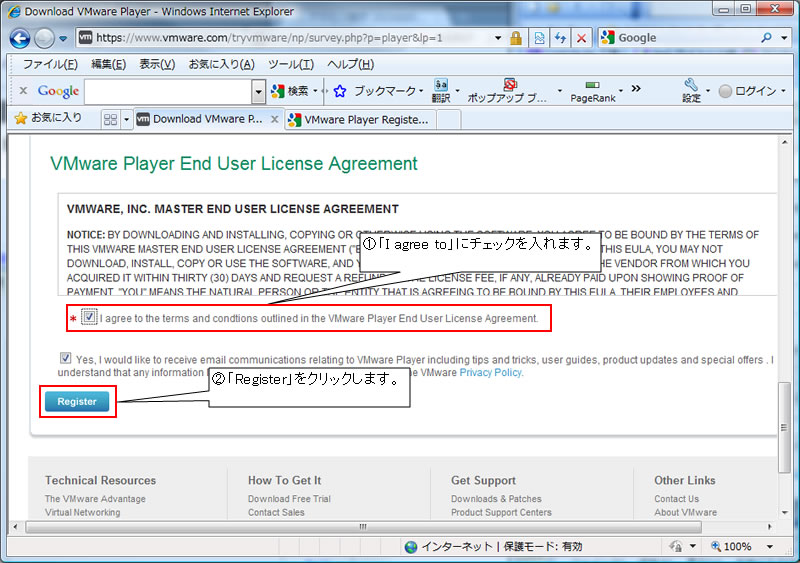 Download VMware Player - Windows Internet Explorer
https://www.vmware.com/tryvmware/np/survey.php?p=player&lp=1
Google
ファイル(F) 編集(E) 表示(V) お気に入り(A) ツール(T) ヘルプ(H)
Google 検索 ブックマーク 翻訳 ポップアップ ブ... PageRank 設定 ログイン
お気に入り Download VMware P... VMware Player Registe...
VMware Player End User License Agreement
VMWARE, INC. MASTER END USER LICENSE AGREEMENT
NOTICE: BY DOWNLOADING AND INSTALLING, COPYING OR OTHERWISE USING THE SOFTWARE, YOU AGREE TO BE BOUND BY THE TERMS OF
THIS VMWARE MASTER END USER LICENSE AGREEMENT ("E
THIS EULA, YOU MAY NOT
DOWNLOAD, INSTALL, COPY OR USE THE SOFTWARE, AND Y
THE VENDOR FROM WHICH YOU
ACQUIRED IT WITHIN THIRTY (30) DAYS AND REQUEST A REFUND OF THE LICENSE FEE, IF ANY, ALREADY PAID UPON SHOWING PROOF OF
PAYMENT. "YOU" MEANS THE NATURAL PERSON OR THE ENTITY THAT IS AGREEING TO BE BOUND BY THIS EULA, THEIR EMPLOYEES AND
①「I agree to」にチェックを入れます。
* I agree to the terms and condtions outlined in the VMware Player End User License Agreement.
Yes, I would like to receive email communications relating to VMware Player including tips and tricks, user guides, product updates and special offers . I
understand that any information
the VMware Privacy Policy.
②「Register」をクリックします。
Register
Technical Resources
The VMware Advantage
Virtual Networking
How To Get It
Download Free Trial
Contact Sales
Get Support
Downloads & Patches
Product Support Centers
Other Links
Contact Us
About VMware
インターネット | 保護モード: 有効
100%